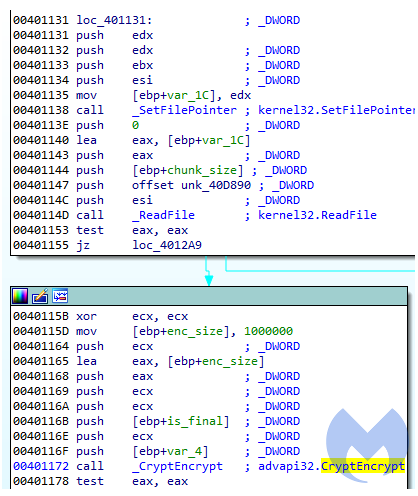 00401131 loc_401131: ; _DWORD
00401131 push edx
00401132 push edx ; _DWORD
00401133 push ebx ; _DWORD
00401134 push esi ; _DWORD
00401135 mov [ebp+var_1C], edx
00401138 call _SetFilePointer ; kernel32.SetFilePointer
0040113E push 0 ; _DWORD
00401140 lea eax, [ebp+var_1C]
00401143 push eax ; _DWORD
00401144 push [ebp+chunk_size] ; _DWORD
00401147 push offset unk_40D890 ; _DWORD
0040114C push esi ; _DWORD
0040114D call _ReadFile ; kernel32.ReadFile
00401153 test eax, eax
00401155 jz loc_4012A9
0040115B xor ecx, ecx
0040115D mov [ebp+enc_size], 1000000
00401164 push ecx ; _DWORD
00401165 lea eax, [ebp+enc_size]
00401168 push eax ; _DWORD
00401169 push ecx ; _DWORD
0040116A push ecx ; _DWORD
0040116B push [ebp+is_final] ; _DWORD
0040116E push ecx ; _DWORD
0040116F push [ebp+var_4] ; _DWORD
00401172 call _CryptEncrypt ; advapi32.CryptEncrypt
00401178 test eax, eax